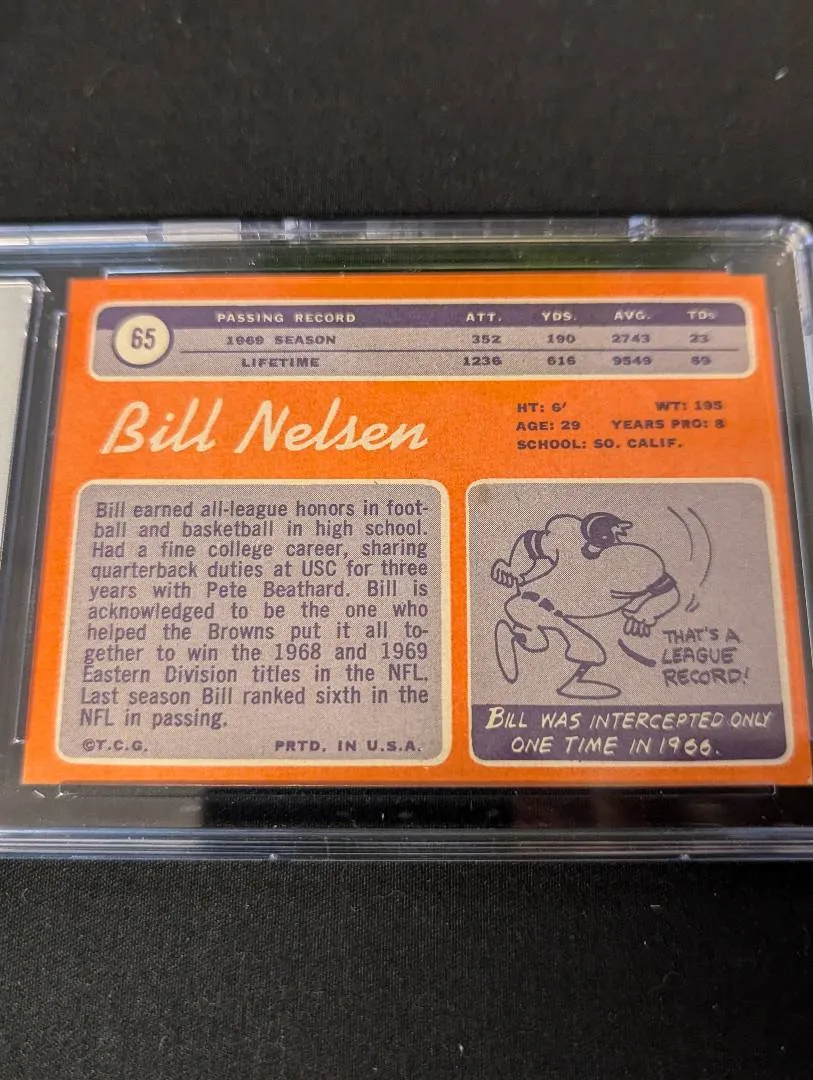 65
PASSING RECORD ATT. YDS. AVG. TDs
1969 SEASON 352 190 2743 23
LIFETIME 1236 616 9549 89
Bill Nelsen
HT: 6' WT: 195
AGE: 29 YEARS PRO: 8
SCHOOL: SO. CALIF.
Bill earned all-league honors in foot-
ball and basketball in high school.
Had a fine college career, sharing
quarterback duties at USC for three
years with Pete Beathard. Bill is
acknowledged to be the one who
helped the Browns put it all to-
gether to win the 1968 and 1969
Eastern Division titles in the NFL.
Last season Bill ranked sixth in the
NFL in passing.
©T.C.G. PRTD. IN U.S.A.
THAT'S A
LEAGUE
RECORD!
BILL WAS INTERCEPTED ONLY
ONE TIME IN 1966.